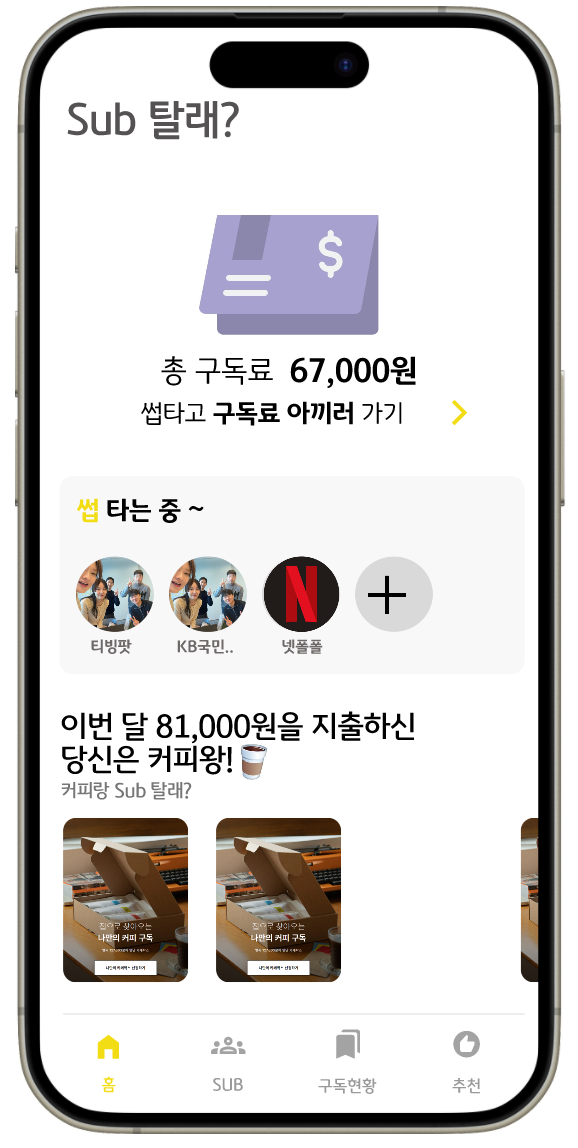 Sub 탈래?
$
총 구독료 67,000원
썹타고 구독료 아끼러 가기
썹 타는 중 ~
티빙팟
KB국민..
넷폴폴
이번 달 81,000원을 지출하신
당신은 커피왕!
커피랑 Sub 탈래?
집으로 찾아오는
나만의 커피 구독
집으로 찾아오는
나만의 커피 구독
홈
SUB
구독현황
추천